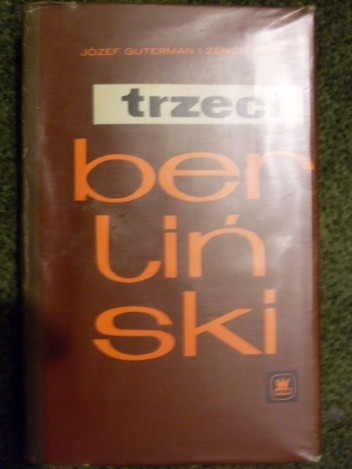 JÓZEF GUTERMAN I
trzeci
ber
liń
ski